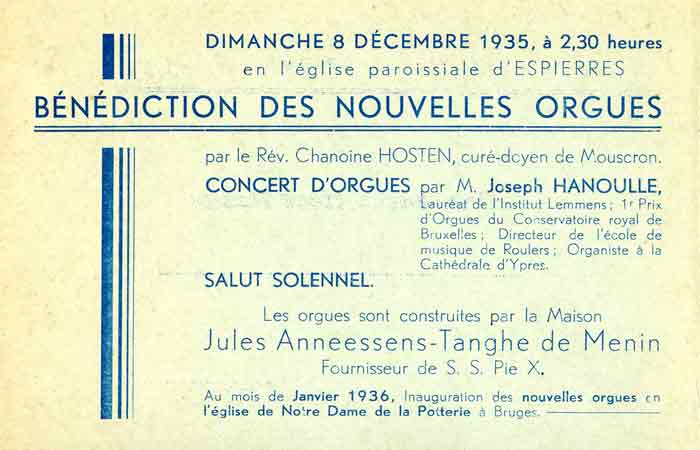 DIMANCHE 8 DÉCEMBRE 1935, à 2,30 heures
en l'église paroissiale d'ESPIERRES
BÉNÉDICTION DES NOUVELLES ORGUES
par le Rév. Chanoine HOSTEN, curé-doyen de Mouscron.
CONCERT D'ORGUES par M. Joseph HANOULLE,
Lauréat de l'Institut Lemmens; 1r Prix
d'Orgues du Conservatoire royal de
Bruxelles; Directeur de l'école de
musique de Roulers; Organiste à la
Cathédrale d'Ypres.
SALUT SOLENNEL.
Les orgues sont construites par la Maison
Jules Anneessens-Tanghe de Menin
Fournisseur de S. S. Pie X.
Au mois de Janvier 1936, Inauguration des nouvelles orgues en
l'église de Notre Dame de la Potterie à Bruges.